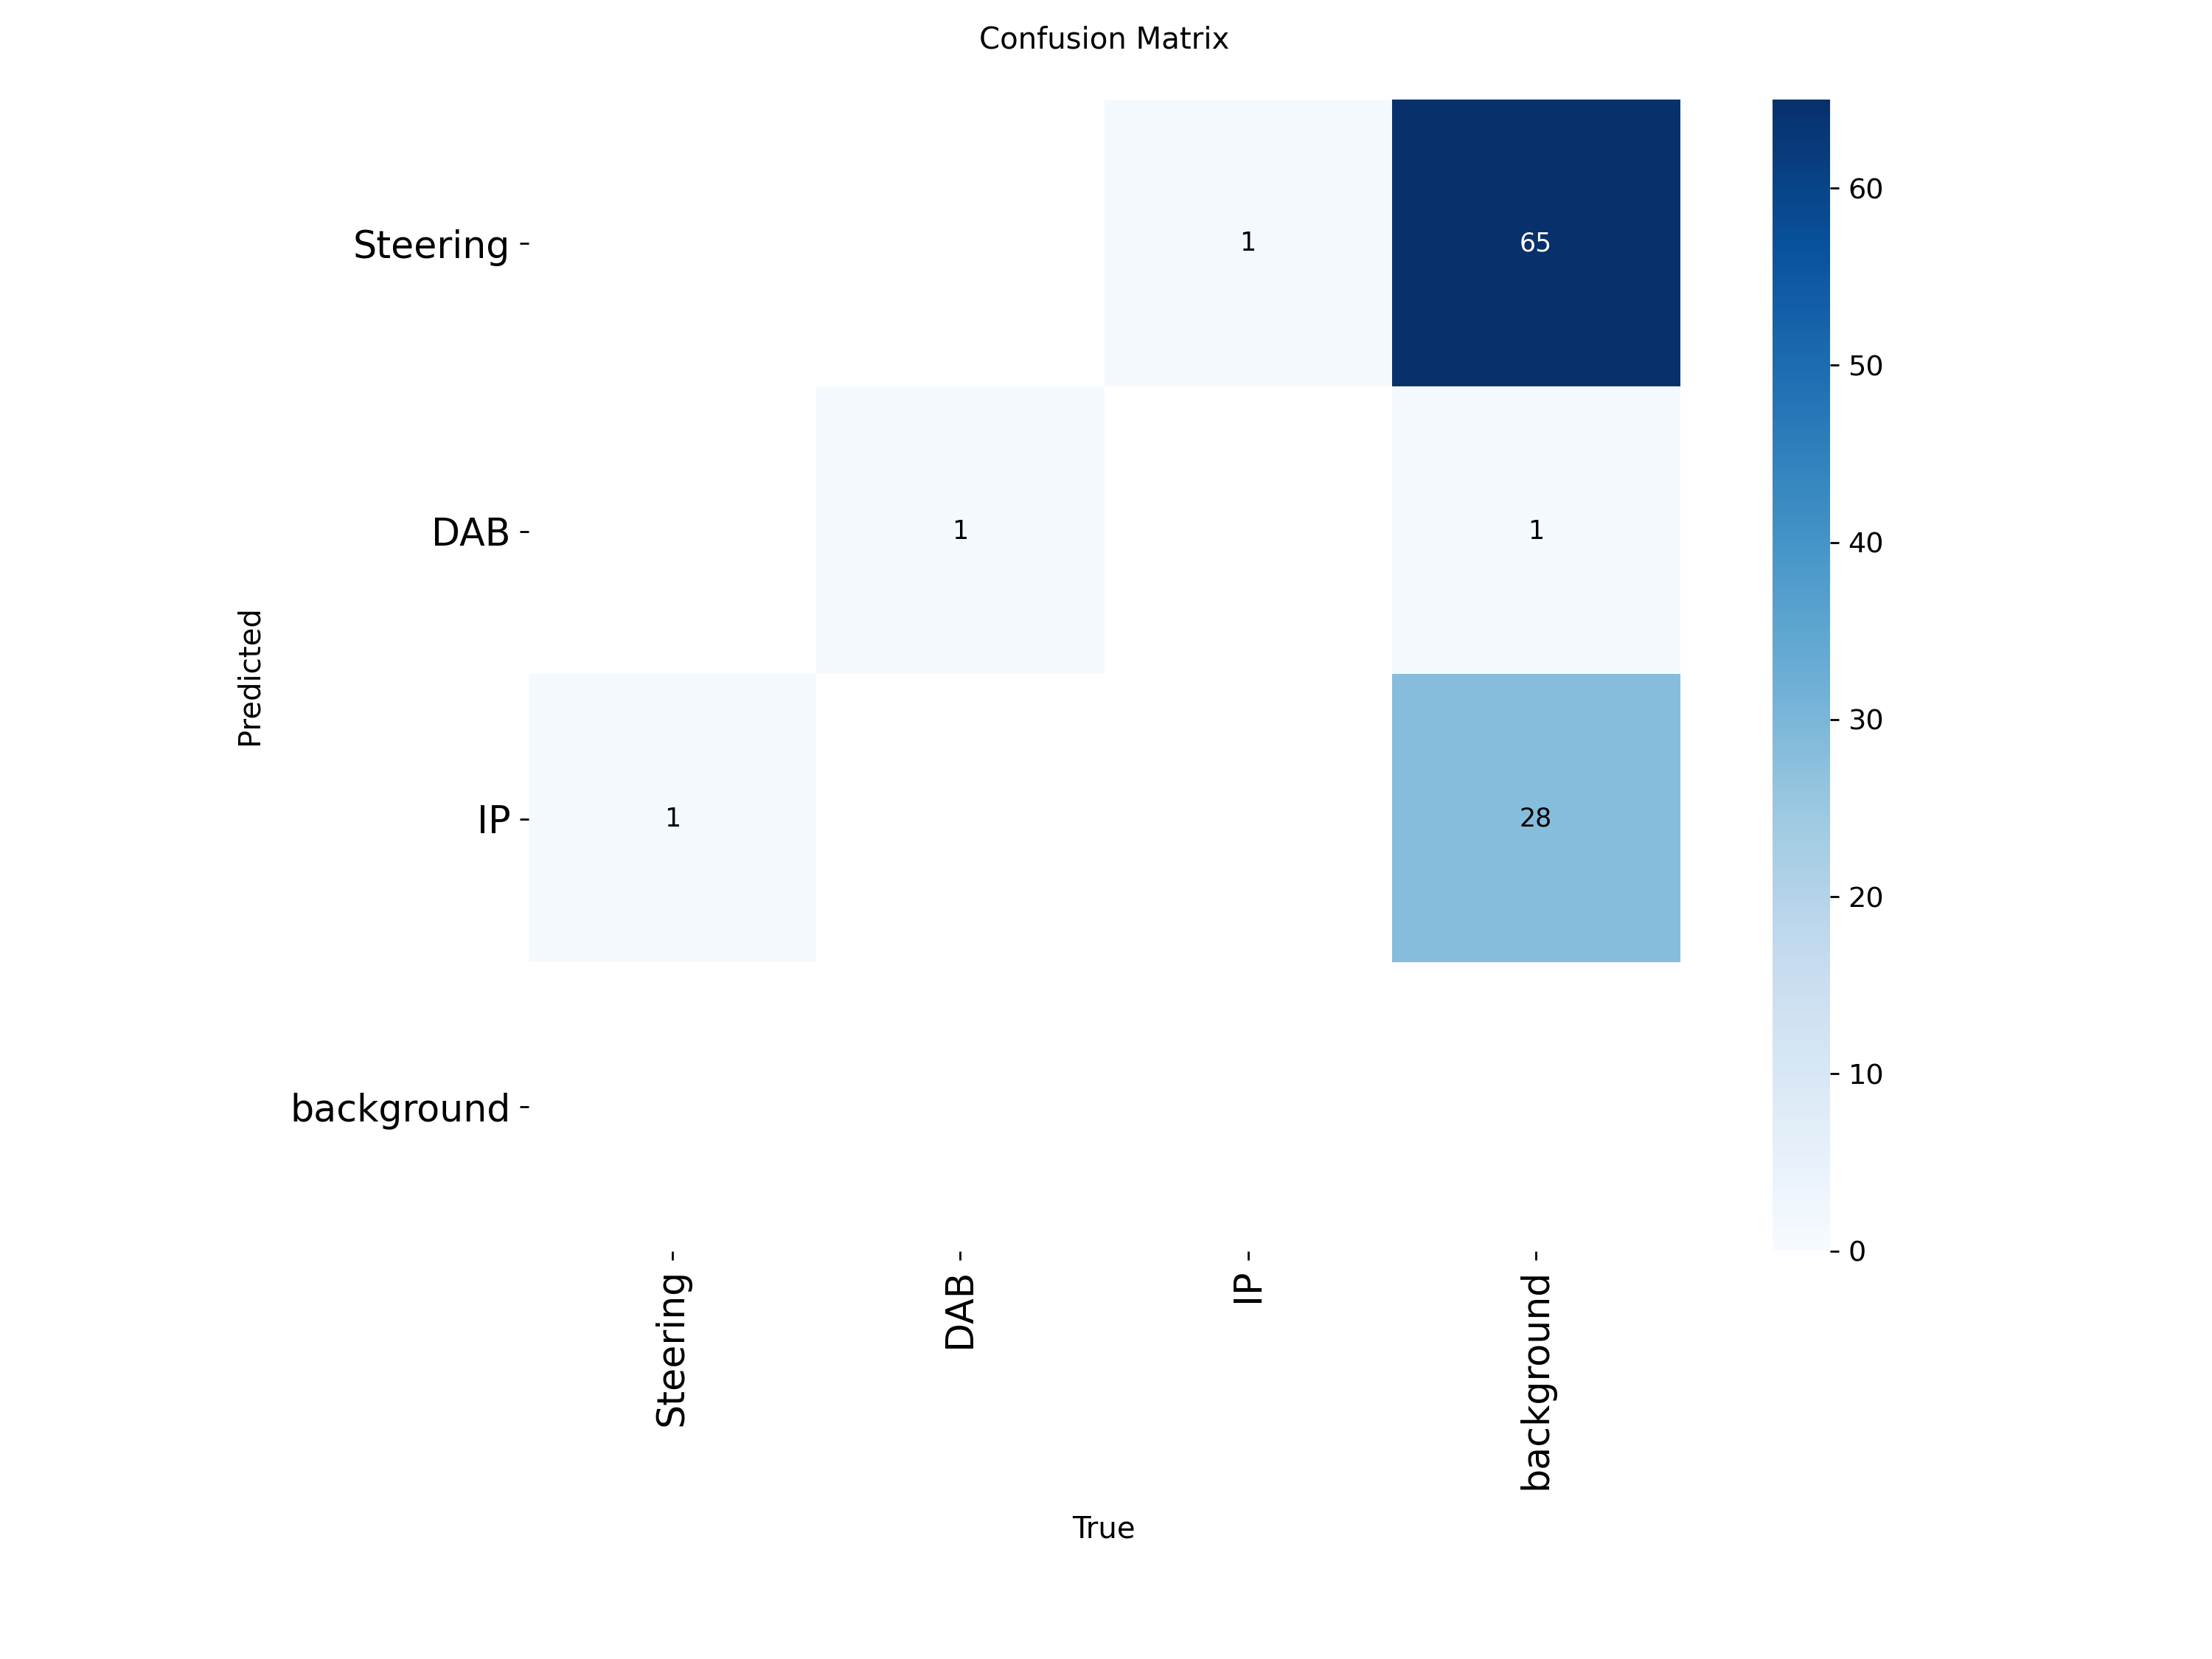 Confusion Matrix
Steering
1
65
60
50
DAB
1
1
40
Predicted
30
IP
1
28
20
10
background
0
Steering
DAB
IP
background
True